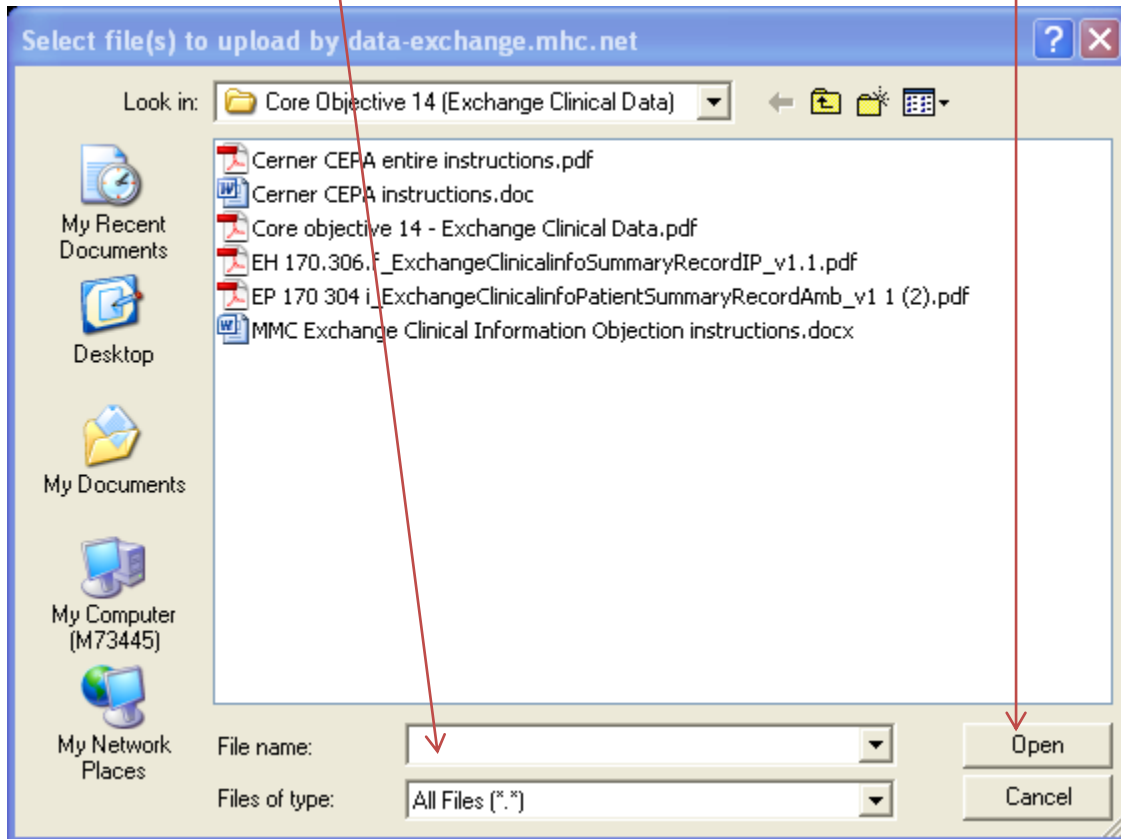 Select file(s) to upload by data-exchange.mhc.net
Look in: Core Objective 14 (Exchange Clinical Data)
My Recent
Documents
Desktop
My Documents
My Computer
(M73445)
My Network
Places
Cerner CEPA entire instructions.pdf
Cerner CEPA instructions.doc
Core objective 14 - Exchange Clinical Data.pdf
EH 170.306.f_ExchangeClinicalinfoSummaryRecordIP_v1.1.pdf
EP 170 304 i_ExchangeClinicalinfoPatientSummaryRecordAmb_v1 1 (2).pdf
MMC Exchange Clinical Information Objection instructions.docx
File name:
Open
Files of type: All Files (*.*)
Cancel